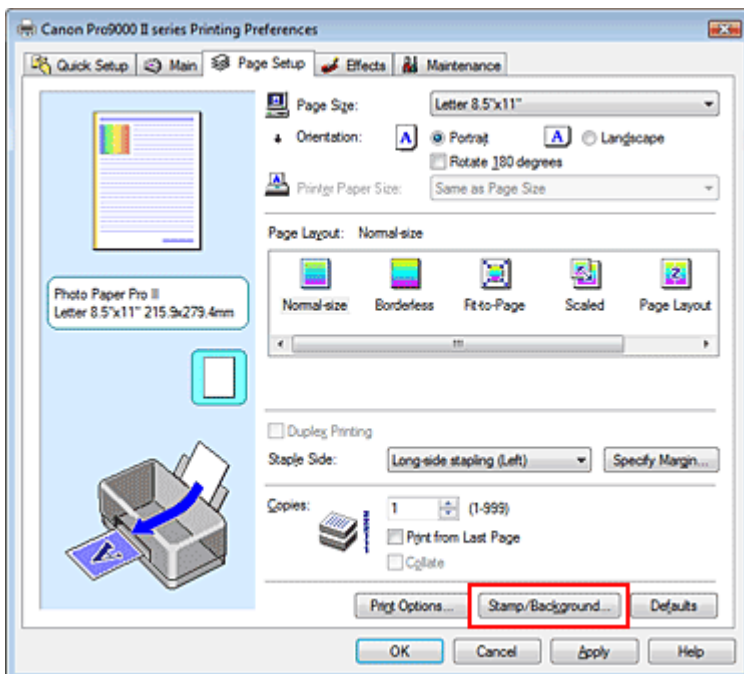 Canon Pro9000 II series Printing Preferences
Quick Setup Main Page Setup Effects Maintenance
Page Size: Letter 8.5"x11"
Orientation: A Portrait A Landscape
Rotate 180 degrees
Printer Paper Size: Same as Page Size
Page Layout: Normal-size
Normal-size Borderless Fit-to-Page Scaled Page Layout
Photo Paper Pro II
Letter 8.5"x11" 215.9x279.4mm
Duplex Printing
Staple Side: Long-side stapling (Left) Specify Margin...
Copies: 1 (1-999)
Print from Last Page
Collate
Print Options... Stamp/Background... Defaults
OK Cancel Apply Help